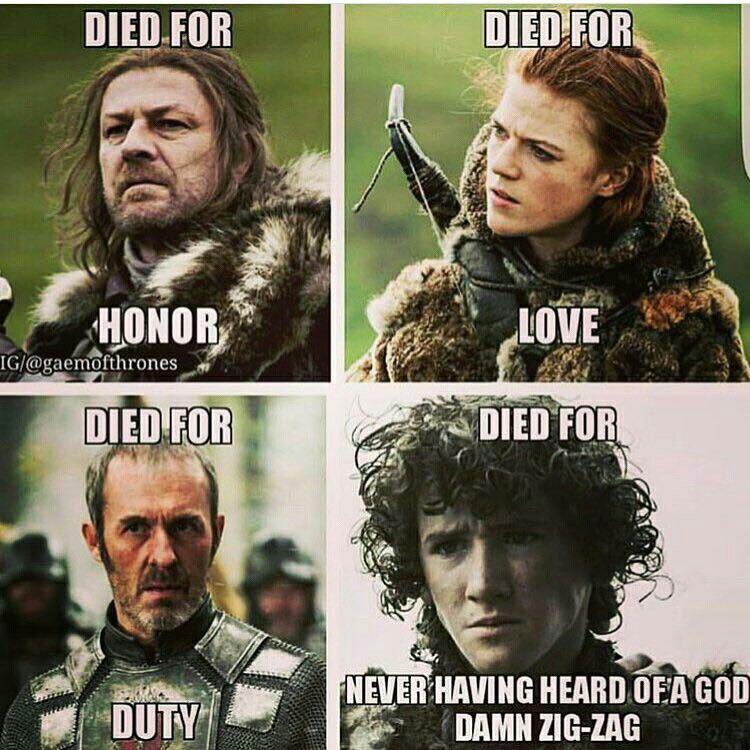 DIED FOR
HONOR
IG/@gaemofthrones
DIED FOR
LOVE
DIED FOR
DUTY
DIED FOR
NEVER HAVING HEARD OF A GOD
DAMN ZIG-ZAG